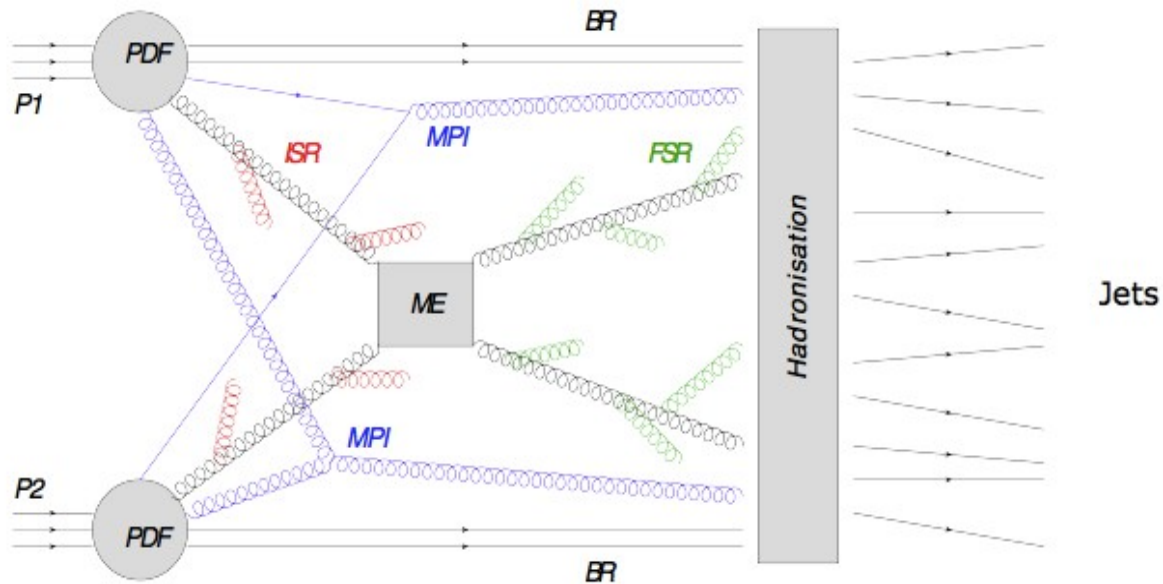 BR
PDF
P1
MPI
ISR
FSR
ME
Hadronisation
Jets
MPI
P2
PDF
BR